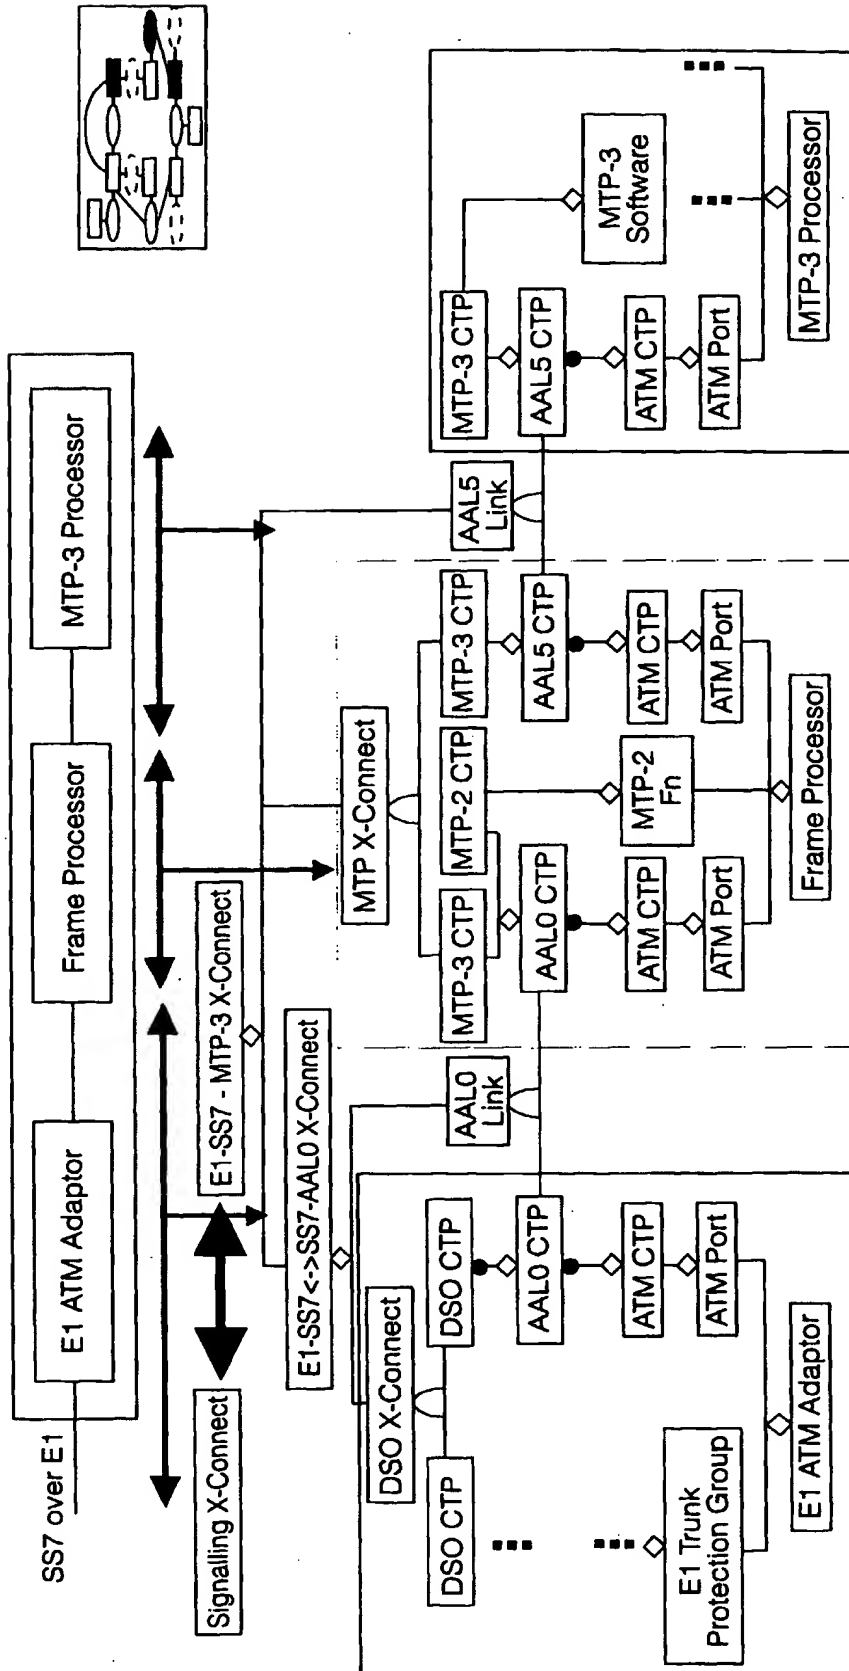 SS7 over E1
E1 ATM Adaptor
Frame Processor
MTP-3 Processor
Signalling X-Connect
E1-SS7 - MTP-3 X-Connect
E1-SS7<->SS7-AAL0 X-Connect
MTP X-Connect
DSO X-Connect
DSO CTP
DSO CTP
AAL0
Link
MTP-3 CTP
MTP-2 CTP
MTP-3 CTP
AAL5
Link
MTP-3 CTP
AAL0 CTP
AAL0 CTP
AAL5 CTP
AAL5 CTP
MTP-3
Software
ATM CTP
ATM CTP
MTP-2
Fn
ATM CTP
ATM CTP
E1 Trunk
Protection Group
ATM Port
ATM Port
ATM Port
ATM Port
E1 ATM Adaptor
Frame Processor
MTP-3 Processor